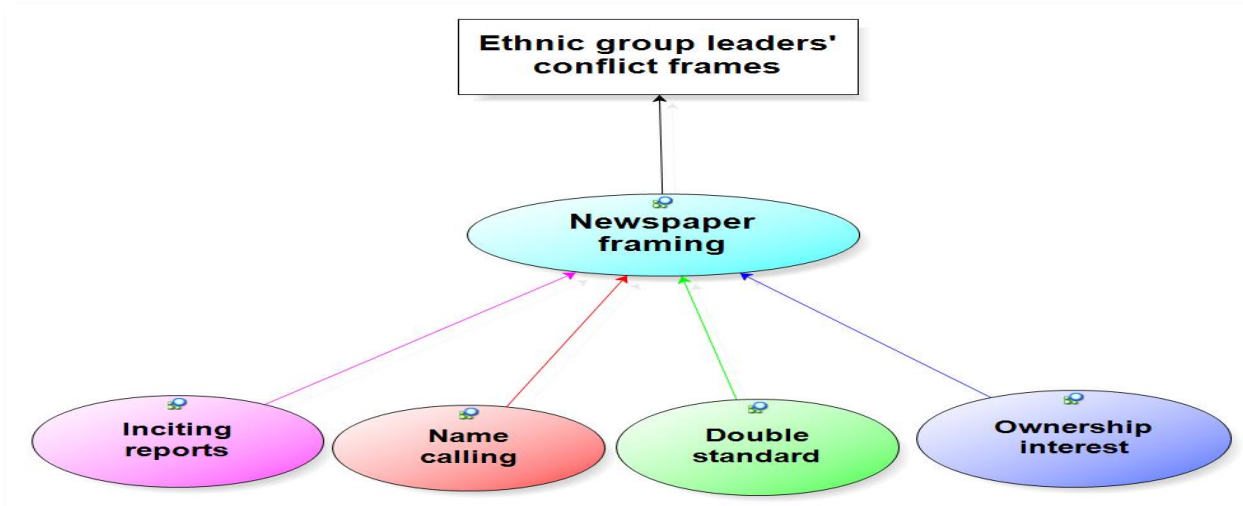 Ethnic group leaders'
conflict frames
Newspaper
framing
Inciting
reports
Name
calling
Double
standard
Ownership
interest